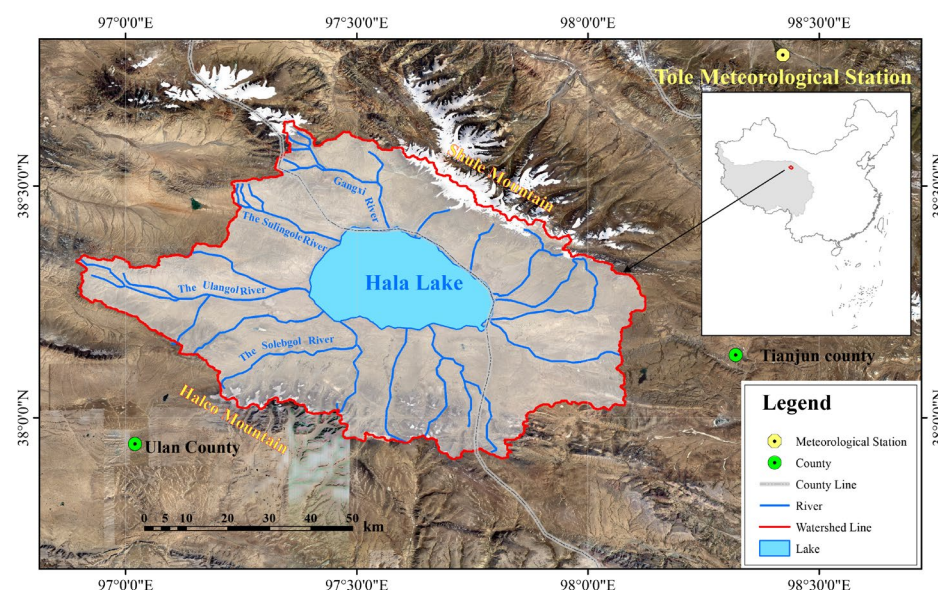 97°0'0"E
97°30'0"E
98°0'0"E
98°30'0"E
Tole Meteorological Station
38°30'0"N
Shule Mountain
Gangxi
River
The Sulingole River
Hala Lake
The Ulangol River
The Solebgol River
Tianjun county
38°0'0"N
Halco Mountain
Ulan County
0 5 10 20 30 40 50
km
Legend
Meteorological Station
County
County Line
River
Watershed Line
Lake
97°0'0"E
97°30'0"E
98°0'0"E
98°30'0"E